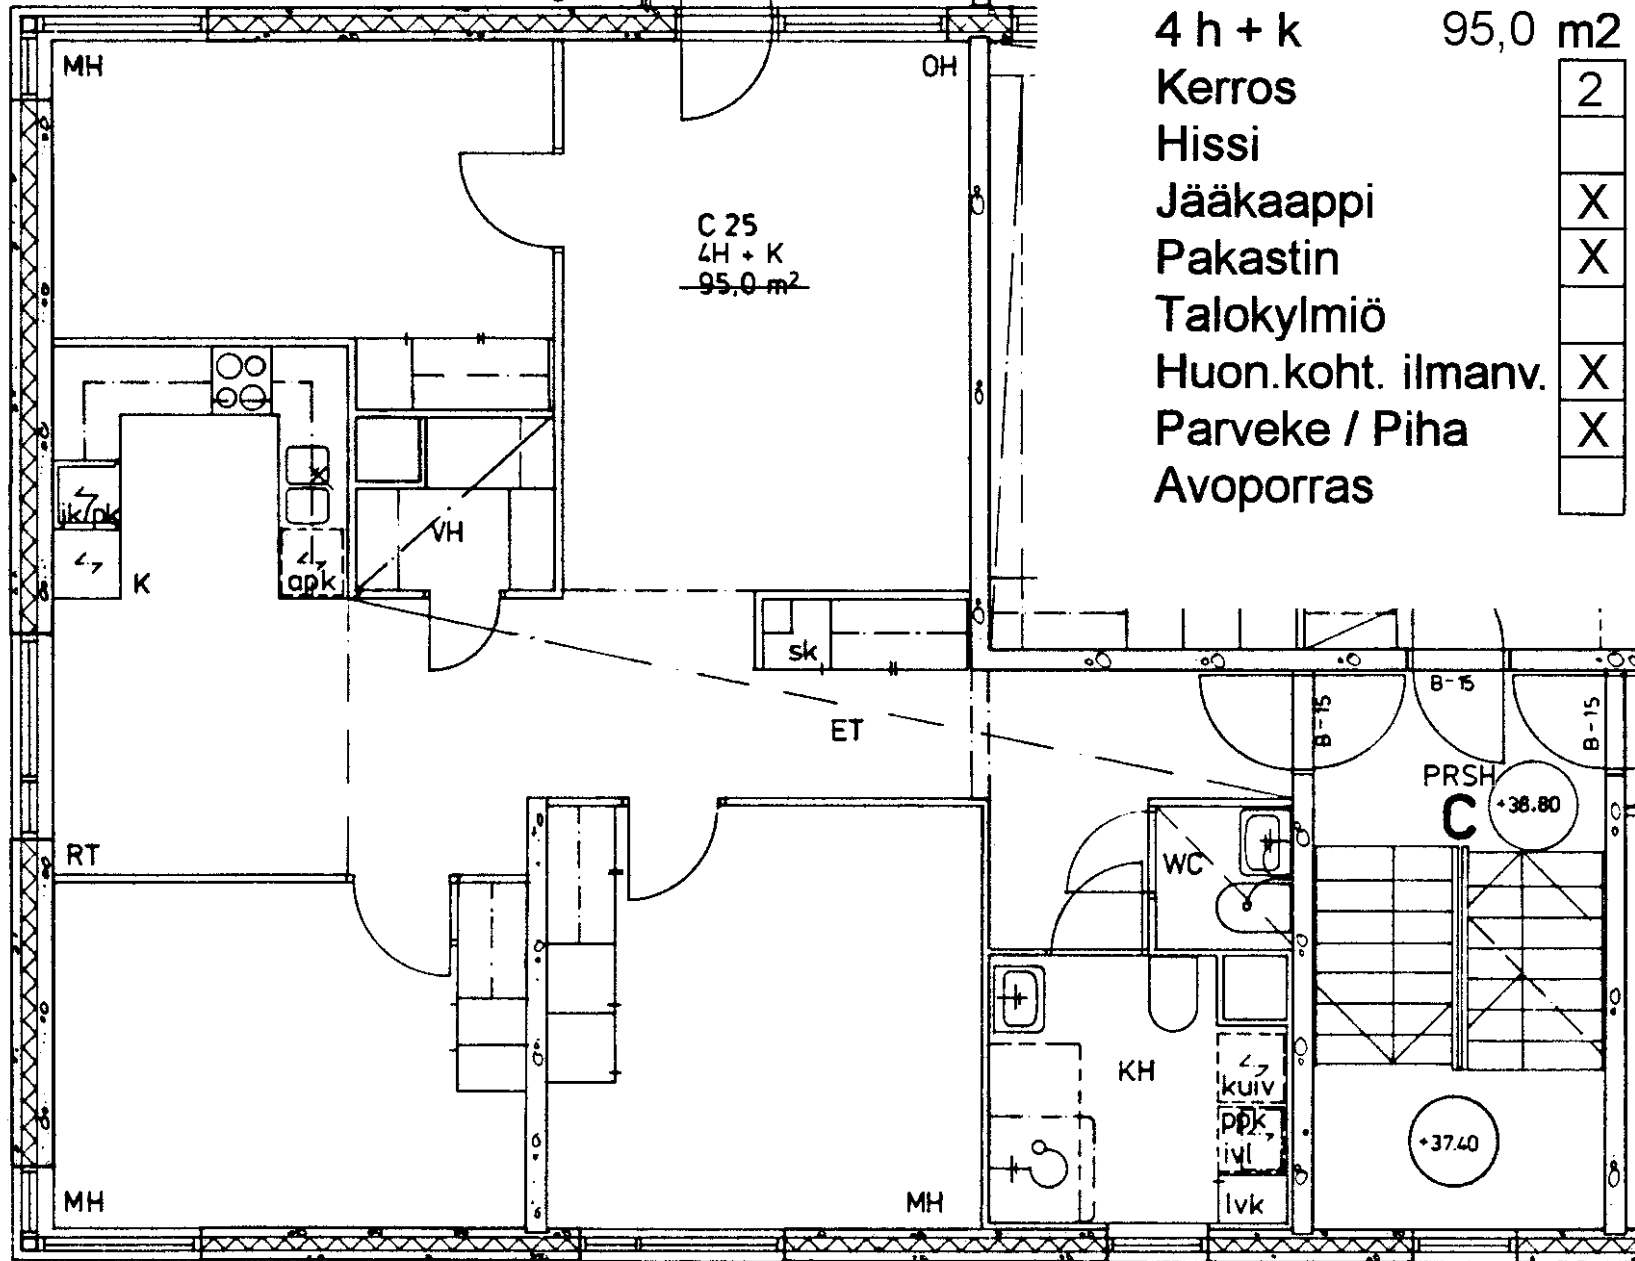 4 h + k 95,0 m2
Kerros 2
Hissi
Jääkaappi X
Pakastin X
Talokylmiö
Huon.koht. ilmanv. X
Parveke / Piha X
Avoporras
MH
OH
C 25
4H + K
95,0 m²
jk/pk
VH
K
apk
sk
ET
B-15
B-15
B-15
PRSH
C
+38.80
RT
WC
KH
kuiv
ppk
ivl
lvk
+37.40
MH
MH